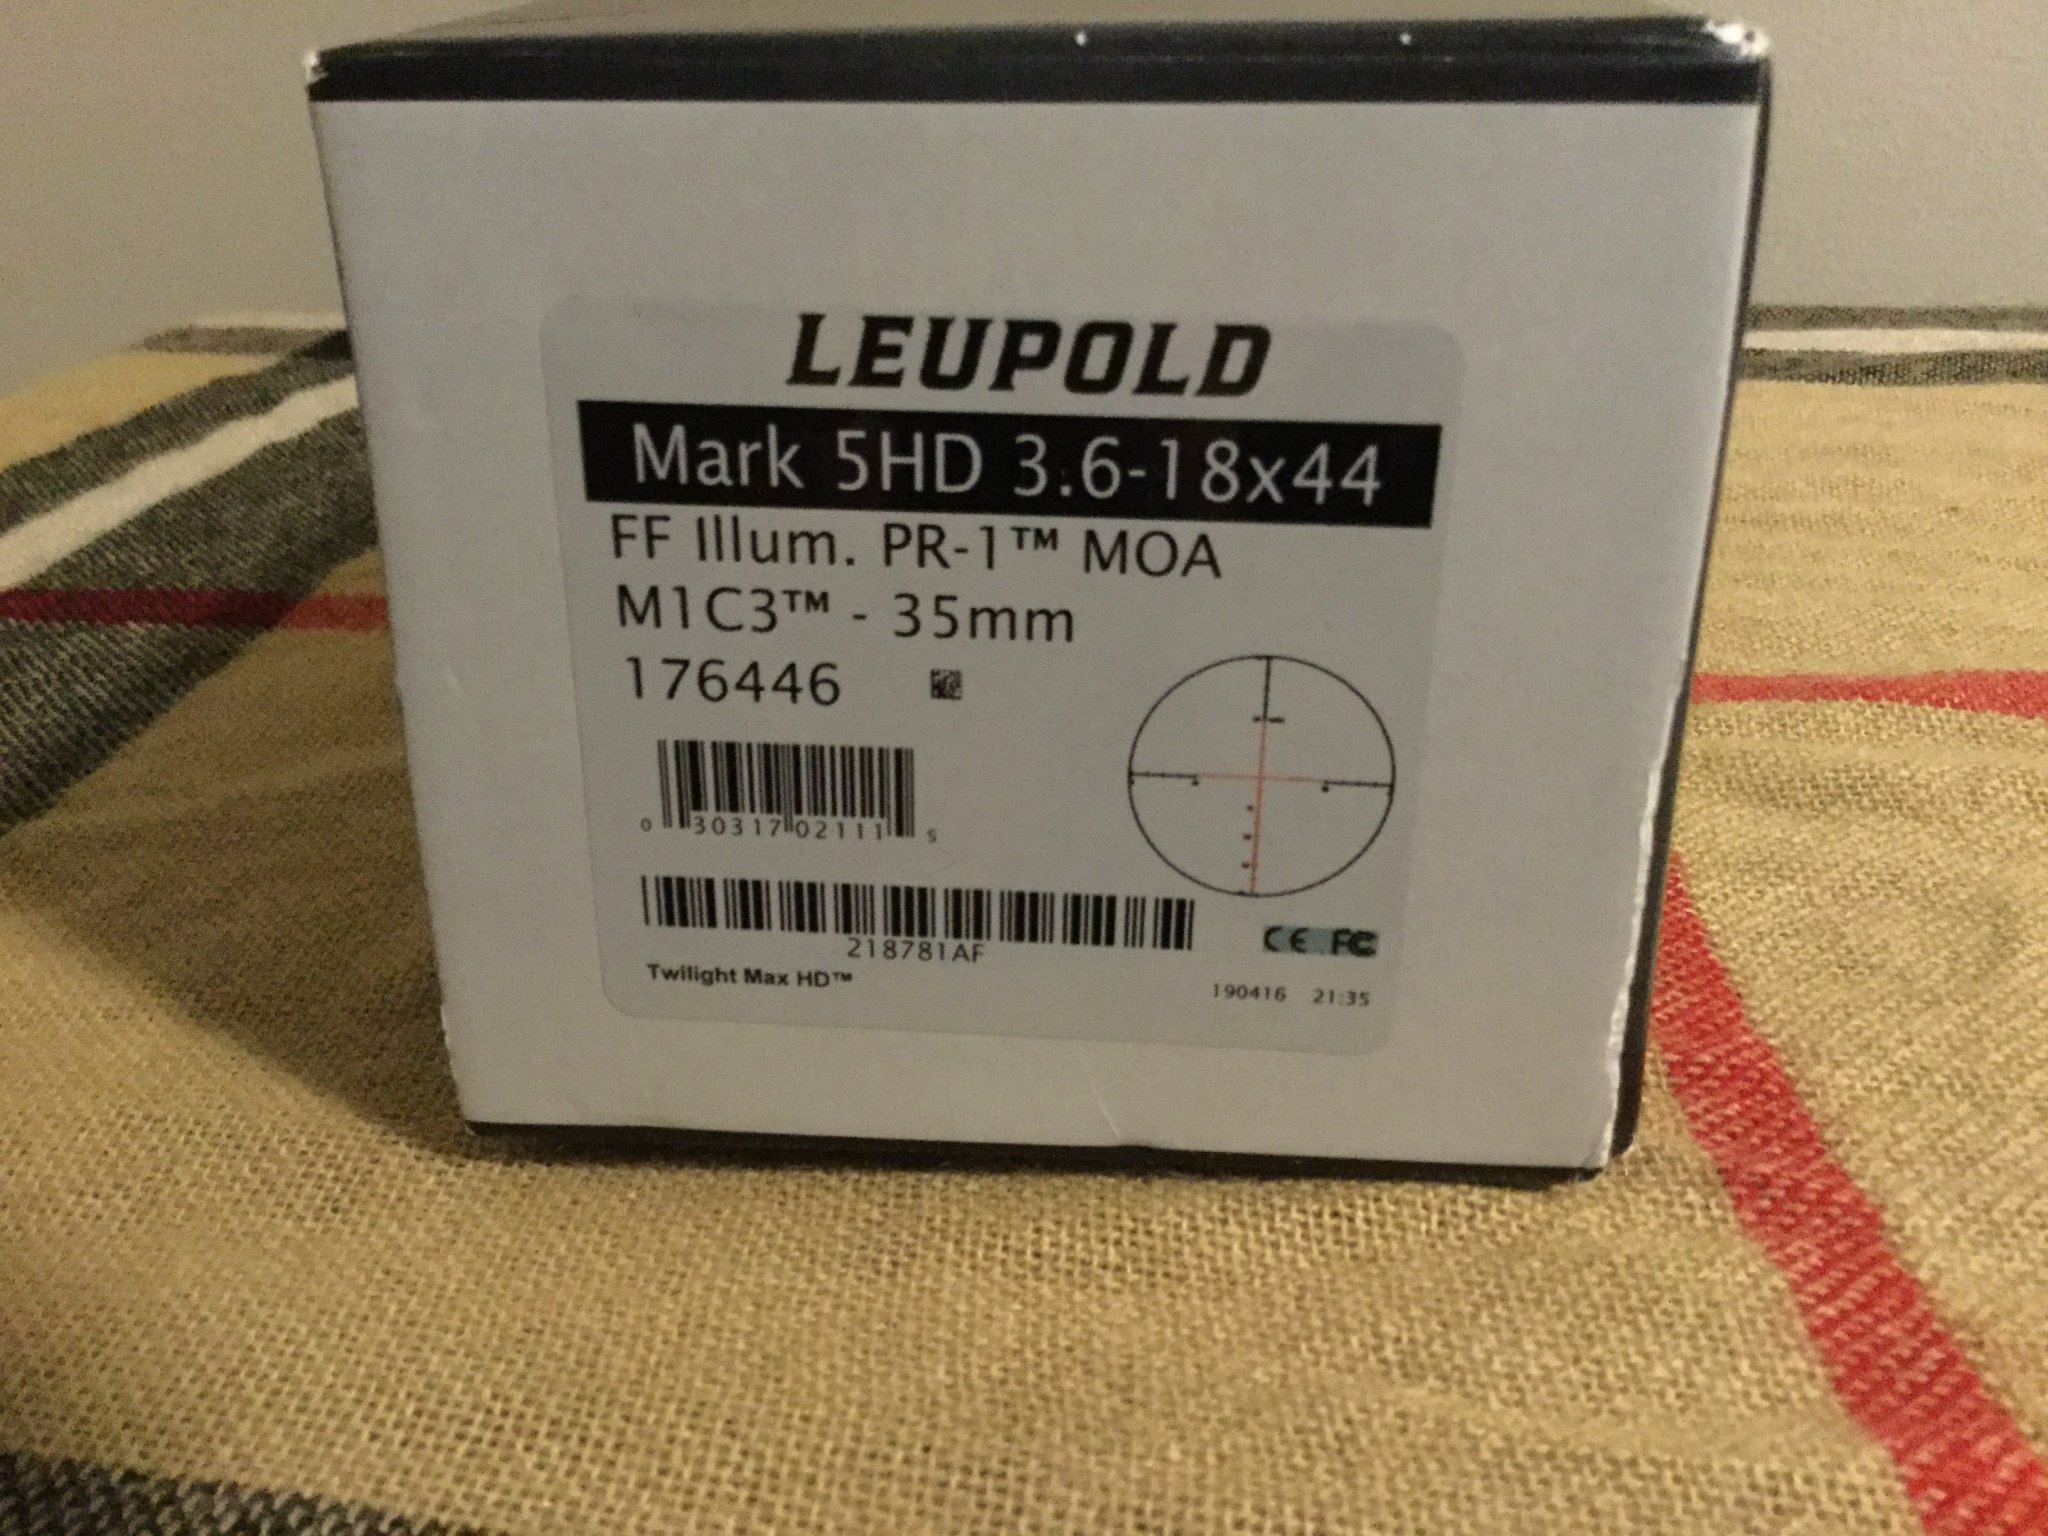 LEUPOLD
Mark 5HD 3.6-18x44
FF Illum. PR-1™ MOA
M1C3™ - 35mm
176446
0 30317 02111 5
218781AF
CE FC
Twilight Max HD™
190416 21:35